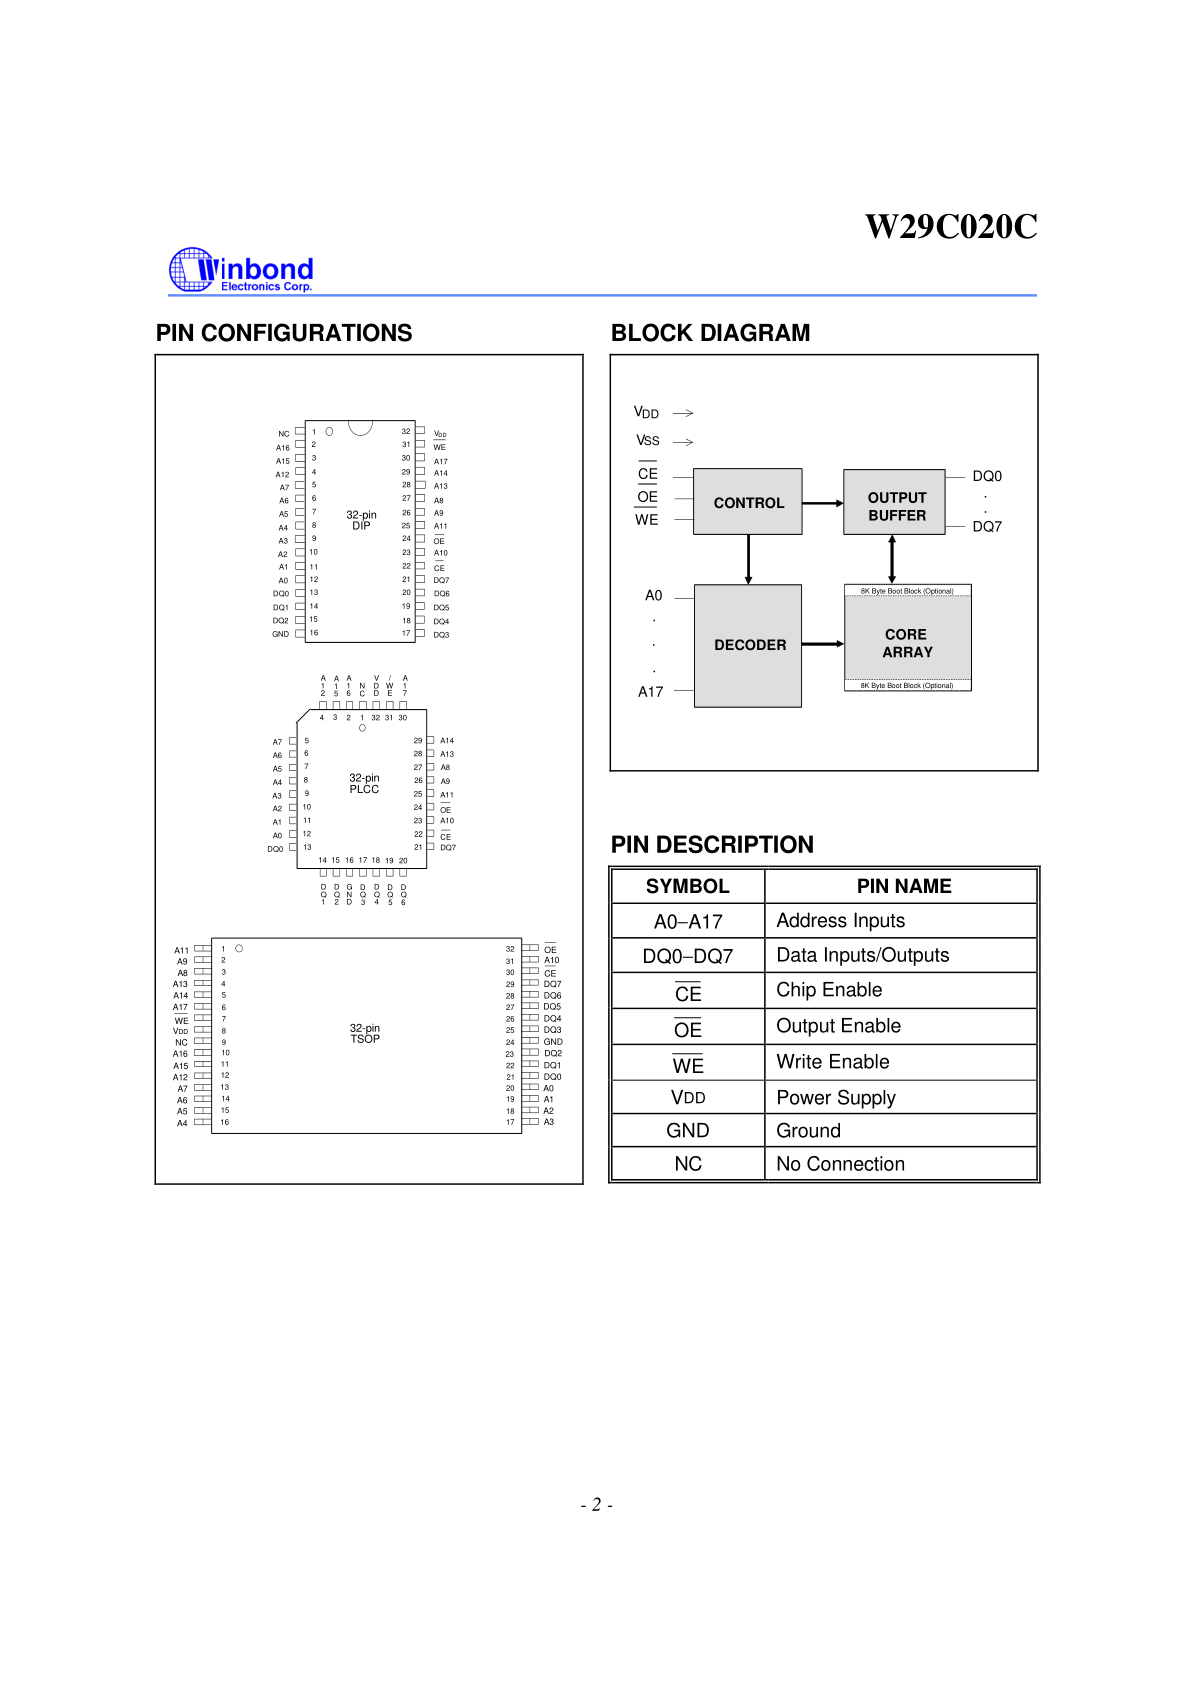 W29C020C
Winbond
Electronics Corp.
PIN CONFIGURATIONS
NC 1 32 VDD
A16 2 31 WE
A15 3 30 A17
A12 4 29 A14
A7 5 28 A13
A6 6 27 A8
A5 7 26 A9
A4 8 25 A11
A3 9 24 OE
A2 10 23 A10
A1 11 22 CE
A0 12 21 DQ7
DQ0 13 20 DQ6
DQ1 14 19 DQ5
DQ2 15 18 DQ4
GND 16 17 DQ3
32-pin
DIP
A12 A15 A16 NC VDD /WE A17
4 3 2 1 32 31 30
A7 5 29 A14
A6 6 28 A13
A5 7 27 A8
A4 8 26 A9
A3 9 25 A11
A2 10 24 OE
A1 11 23 A10
A0 12 22 CE
DQ0 13 21 DQ7
32-pin
PLCC
14 15 16 17 18 19 20
DQ1 DQ2 GND DQ3 DQ4 DQ5 DQ6
A11 1 32 OE
A9 2 31 A10
A8 3 30 CE
A13 4 29 DQ7
A14 5 28 DQ6
A17 6 27 DQ5
WE 7 26 DQ4
VDD 8 25 DQ3
NC 9 24 GND
A16 10 23 DQ2
A15 11 22 DQ1
A12 12 21 DQ0
A7 13 20 A0
A6 14 19 A1
A5 15 18 A2
A4 16 17 A3
32-pin
TSOP
BLOCK DIAGRAM
VDD
VSS
CE
OE
WE
CONTROL
OUTPUT
BUFFER
DQ0
.
.
DQ7
A0
.
.
.
A17
DECODER
8K Byte Boot Block (Optional)
CORE
ARRAY
8K Byte Boot Block (Optional)
PIN DESCRIPTION
SYMBOL PIN NAME
A0−A17 Address Inputs
DQ0−DQ7 Data Inputs/Outputs
CE Chip Enable
OE Output Enable
WE Write Enable
VDD Power Supply
GND Ground
NC No Connection
- 2 -